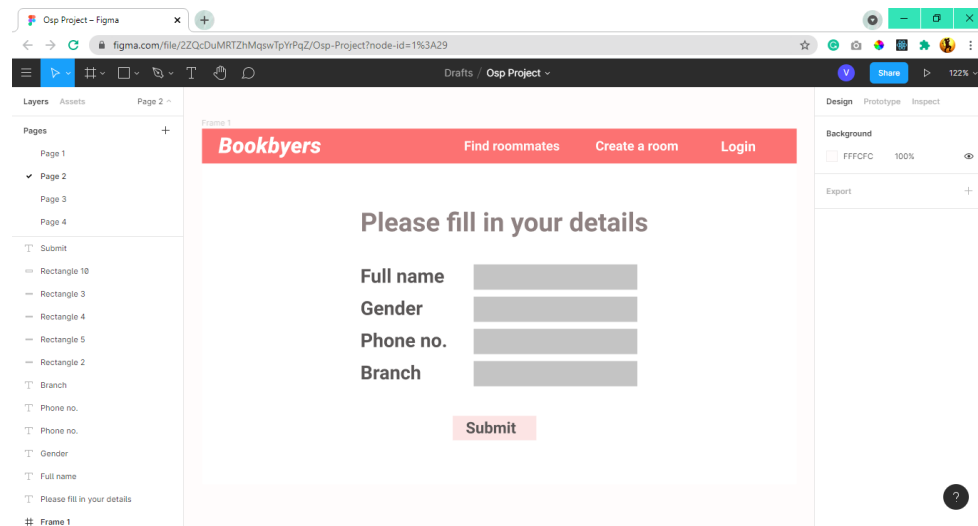 Osp Project – Figma
figma.com/file/2ZQcDuMRTZhMqswTpYrPqZ/Osp-Project?node-id=1%3A29
Drafts / Osp Project
V
Share
122%
Layers Assets Page 2
Pages
Page 1
Page 2
Page 3
Page 4
Submit
Rectangle 10
Rectangle 3
Rectangle 4
Rectangle 5
Rectangle 2
Branch
Phone no.
Phone no.
Gender
Full name
Please fill in your details
Frame 1
Frame 1
Bookbyers Find roommates Create a room Login
Please fill in your details
Full name
Gender
Phone no.
Branch
Submit
Design Prototype Inspect
Background
FFFCFC 100%
Export
?